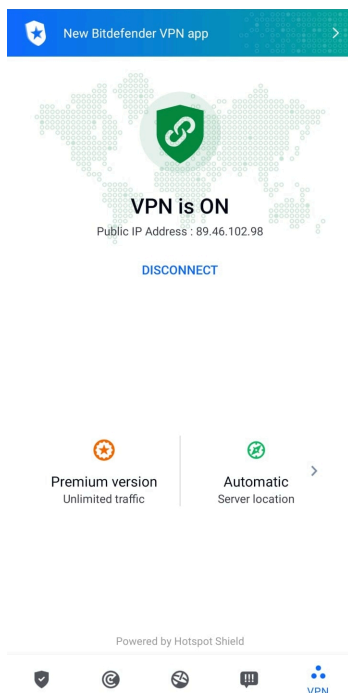 New Bitdefender VPN app
VPN is ON
Public IP Address : 89.46.102.98
DISCONNECT
Premium version
Unlimited traffic
Automatic
Server location
Powered by Hotspot Shield
VPN